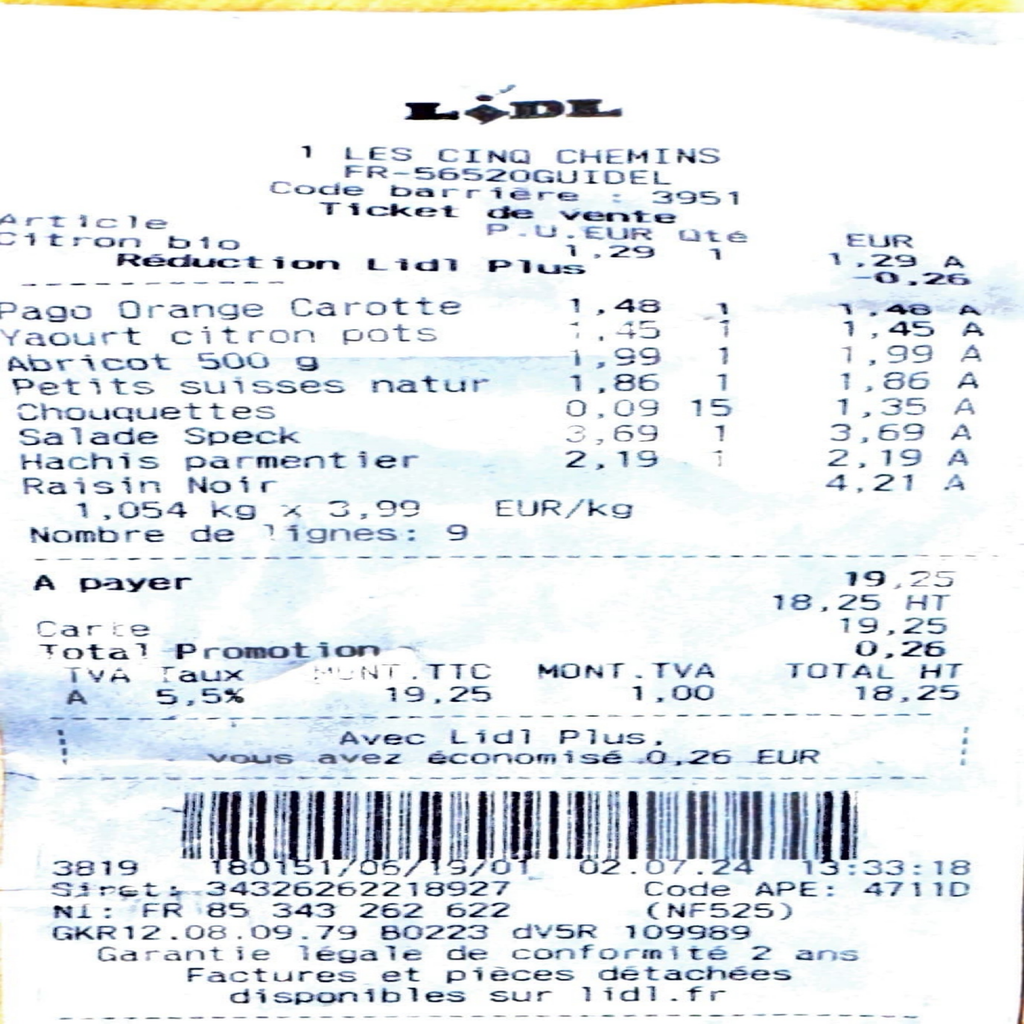 LiDL
1 LES CINQ CHEMINS
FR-56520GUIDEL
Code barrière : 3951
Ticket de vente
Article P.U.EUR Qté EUR
Citron bio 1,29 1 1,29 A
Réduction Lidl Plus -0,26
-----------
Pago Orange Carotte 1,48 1 1,48 A
Yaourt citron pots 1,45 1 1,45 A
Abricot 500 g 1,99 1 1,99 A
Petits suisses natur 1,86 1 1,86 A
Chouquettes 0,09 15 1,35 A
Salade Speck 3,69 1 3,69 A
Hachis parmentier 2,19 1 2,19 A
Raisin Noir 4,21 A
1,054 kg x 3,99 EUR/kg
Nombre de lignes: 9
A payer 19,25
18,25 HT
Carte 19,25
Total Promotion 0,26
TVA Taux MONT.TTC MONT.TVA TOTAL HT
A 5,5% 19,25 1,00 18,25
Avec Lidl Plus,
vous avez économisé 0,26 EUR
3819 180151/06/19/01 02.07.24 13:33:18
Siret: 34326262218927 Code APE: 4711D
NI: FR 85 343 262 622 (NF525)
GKR12.08.09.79 B0223 dV5R 109989
Garantie légale de conformité 2 ans
Factures et pièces détachées
disponibles sur lidl.fr